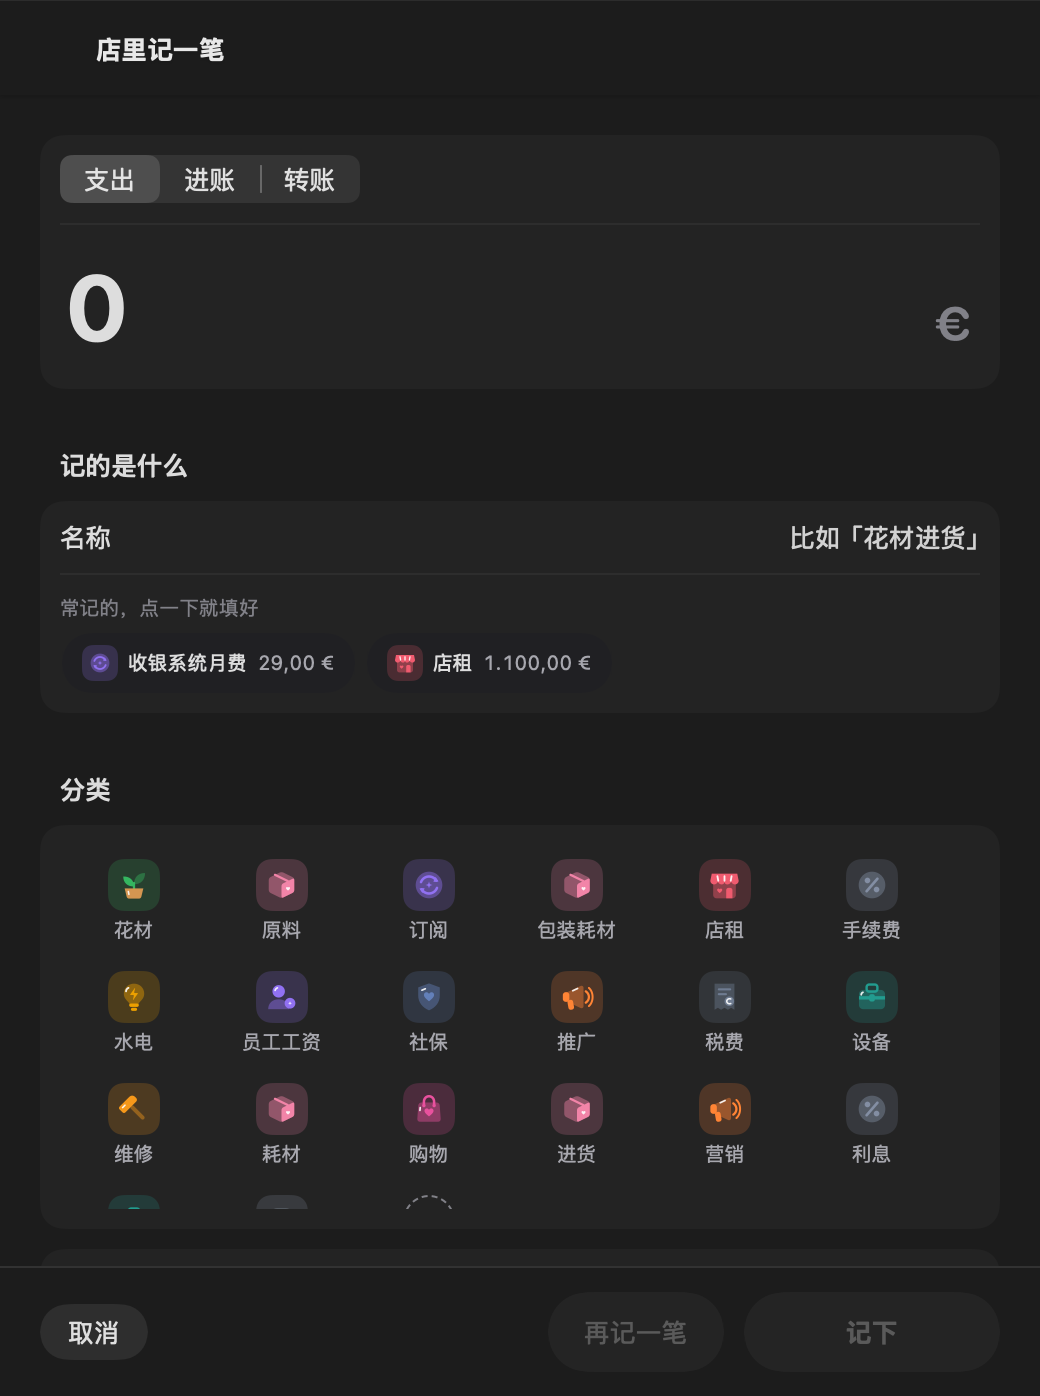 店里记一笔
支出 进账 转账
0 €
记的是什么
名称 比如「花材进货」
常记的，点一下就填好
收银系统月费 29,00 € 店租 1.100,00 €
分类
花材 原料 订阅 包装耗材 店租 手续费
水电 员工工资 社保 推广 税费 设备
维修 耗材 购物 进货 营销 利息
取消 再记一笔 记下